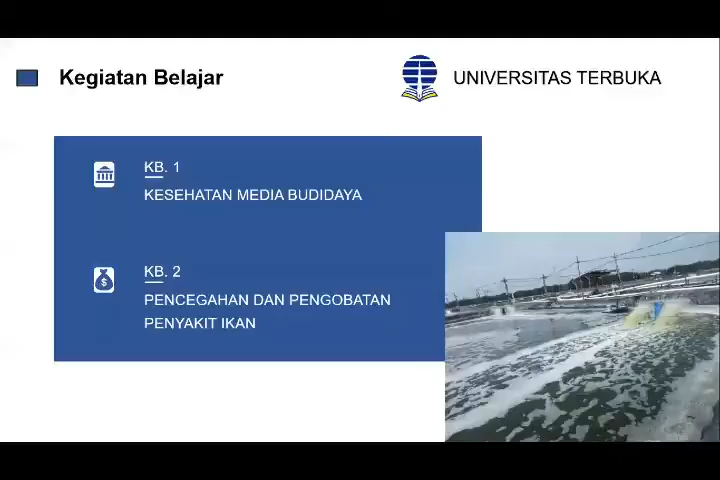 Kegiatan Belajar
UNIVERSITAS TERBUKA
KB. 1
KESEHATAN MEDIA BUDIDAYA
KB. 2
PENCEGAHAN DAN PENGOBATAN
PENYAKIT IKAN